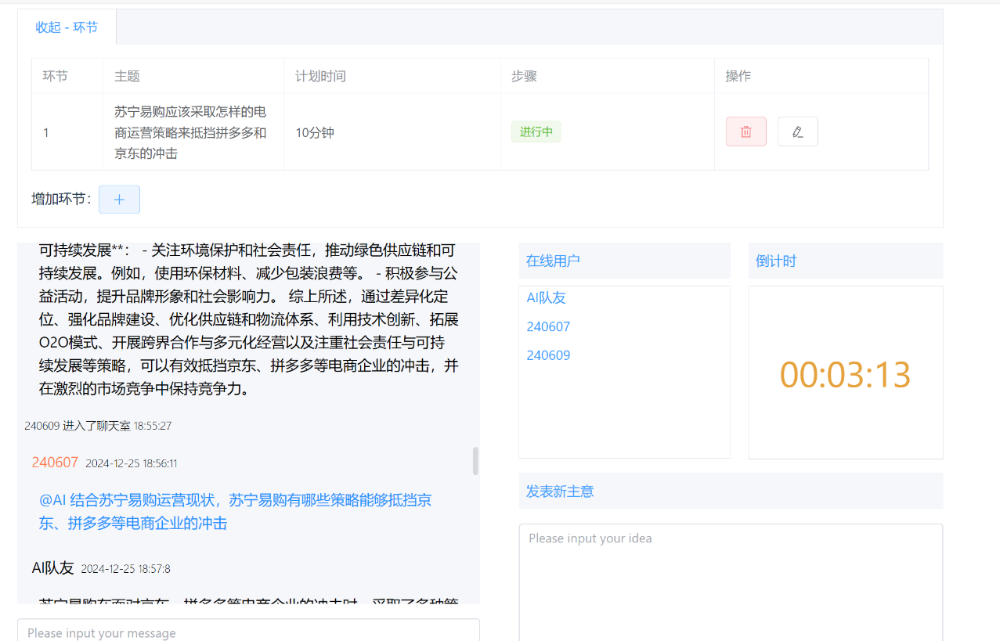 收起 - 环节
环节 主题 计划时间 步骤 操作
苏宁易购应该采取怎样的电
1 商运营策略来抵挡拼多多和 10分钟 进行中
京东的冲击
增加环节： +
可持续发展**： - 关注环境保护和社会责任，推动绿色供应链和可
持续发展。例如，使用环保材料、减少包装浪费等。 - 积极参与公
益活动，提升品牌形象和社会影响力。 综上所述，通过差异化定
位、强化品牌建设、优化供应链和物流体系、利用技术创新、拓展
O2O模式、开展跨界合作与多元化经营以及注重社会责任与可持
续发展等策略，可以有效抵挡京东、拼多多等电商企业的冲击，并
在激烈的市场竞争中保持竞争力。
240609 进入了聊天室 18:55:27
240607 2024-12-25 18:56:11
@AI 结合苏宁易购运营现状，苏宁易购有哪些策略能够抵挡京
东、拼多多等电商企业的冲击
AI队友 2024-12-25 18:57:8
苏宁易购在面对京东、拼多多等电商企业的冲击时，采取了多种策
Please input your message
在线用户
AI队友
240607
240609
倒计时
00:03:13
发表新主意
Please input your idea